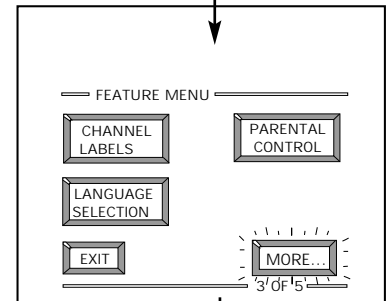 FEATURE MENU
CHANNEL
LABELS
PARENTAL
CONTROL
LANGUAGE
SELECTION
EXIT
MORE...
3 OF 5